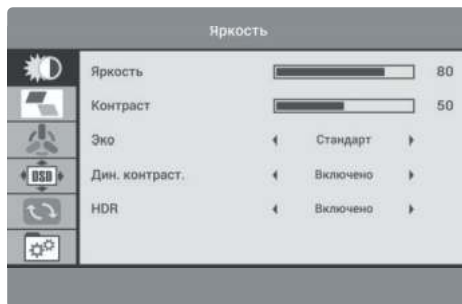 Яркость
Яркость 80
Контраст 50
Эко Стандарт
Дин. контраст. Включено
HDR Включено
OSD